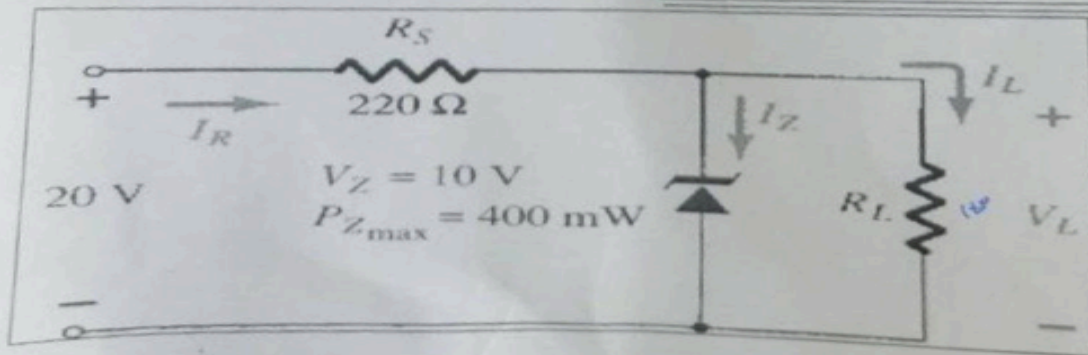 R_S
+
220 Ω
I_R
I_Z
I_L
+
20 V
V_Z = 10 V
P_Zmax = 400 mW
R_L
V_L
−
−